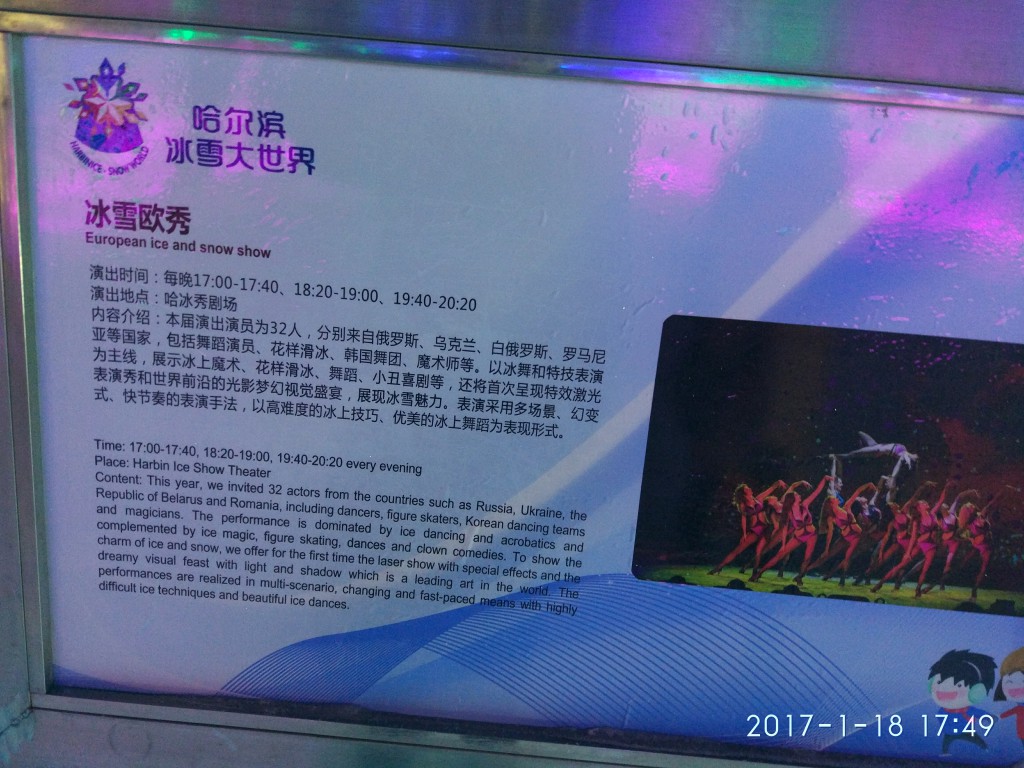 HARBIN ICE - SNOW WORLD
哈尔滨
冰雪大世界
冰雪欧秀
European ice and snow show
演出时间：每晚17:00-17:40、18:20-19:00、19:40-20:20
演出地点：哈冰秀剧场
内容介绍：本届演出演员为32人，分别来自俄罗斯、乌克兰、白俄罗斯、罗马尼
亚等国家，包括舞蹈演员、花样滑冰、韩国舞团、魔术师等。以冰舞和特技表演
为主线，展示冰上魔术、花样滑冰、舞蹈、小丑喜剧等，还将首次呈现特效激光
表演秀和世界前沿的光影梦幻视觉盛宴，展现冰雪魅力。表演采用多场景、幻变
式、快节奏的表演手法，以高难度的冰上技巧、优美的冰上舞蹈为表现形式。
Time: 17:00-17:40, 18:20-19:00, 19:40-20:20 every evening
Place: Harbin Ice Show Theater
Content: This year, we invited 32 actors from the countries such as Russia, Ukraine, the
Republic of Belarus and Romania, including dancers, figure skaters, Korean dancing teams
and magicians. The performance is dominated by ice dancing and acrobatics and
complemented by ice magic, figure skating, dances and clown comedies. To show the
charm of ice and snow, we offer for the first time the laser show with special effects and the
dreamy visual feast with light and shadow which is a leading art in the world. The
performances are realized in multi-scenario, changing and fast-paced means with highly
difficult ice techniques and beautiful ice dances.
2017-1-18 17:49